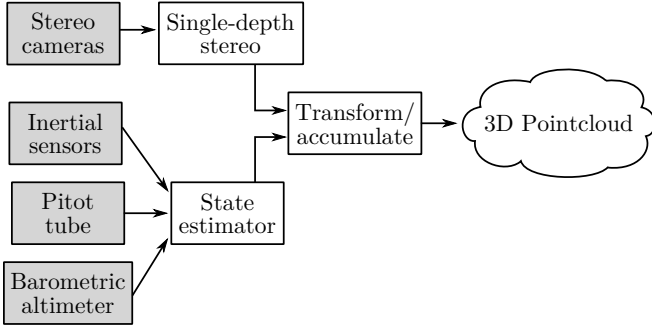 Stereo
cameras
Single-depth
stereo
Inertial
sensors
Transform/
accumulate
3D Pointcloud
Pitot
tube
State
estimator
Barometric
altimeter